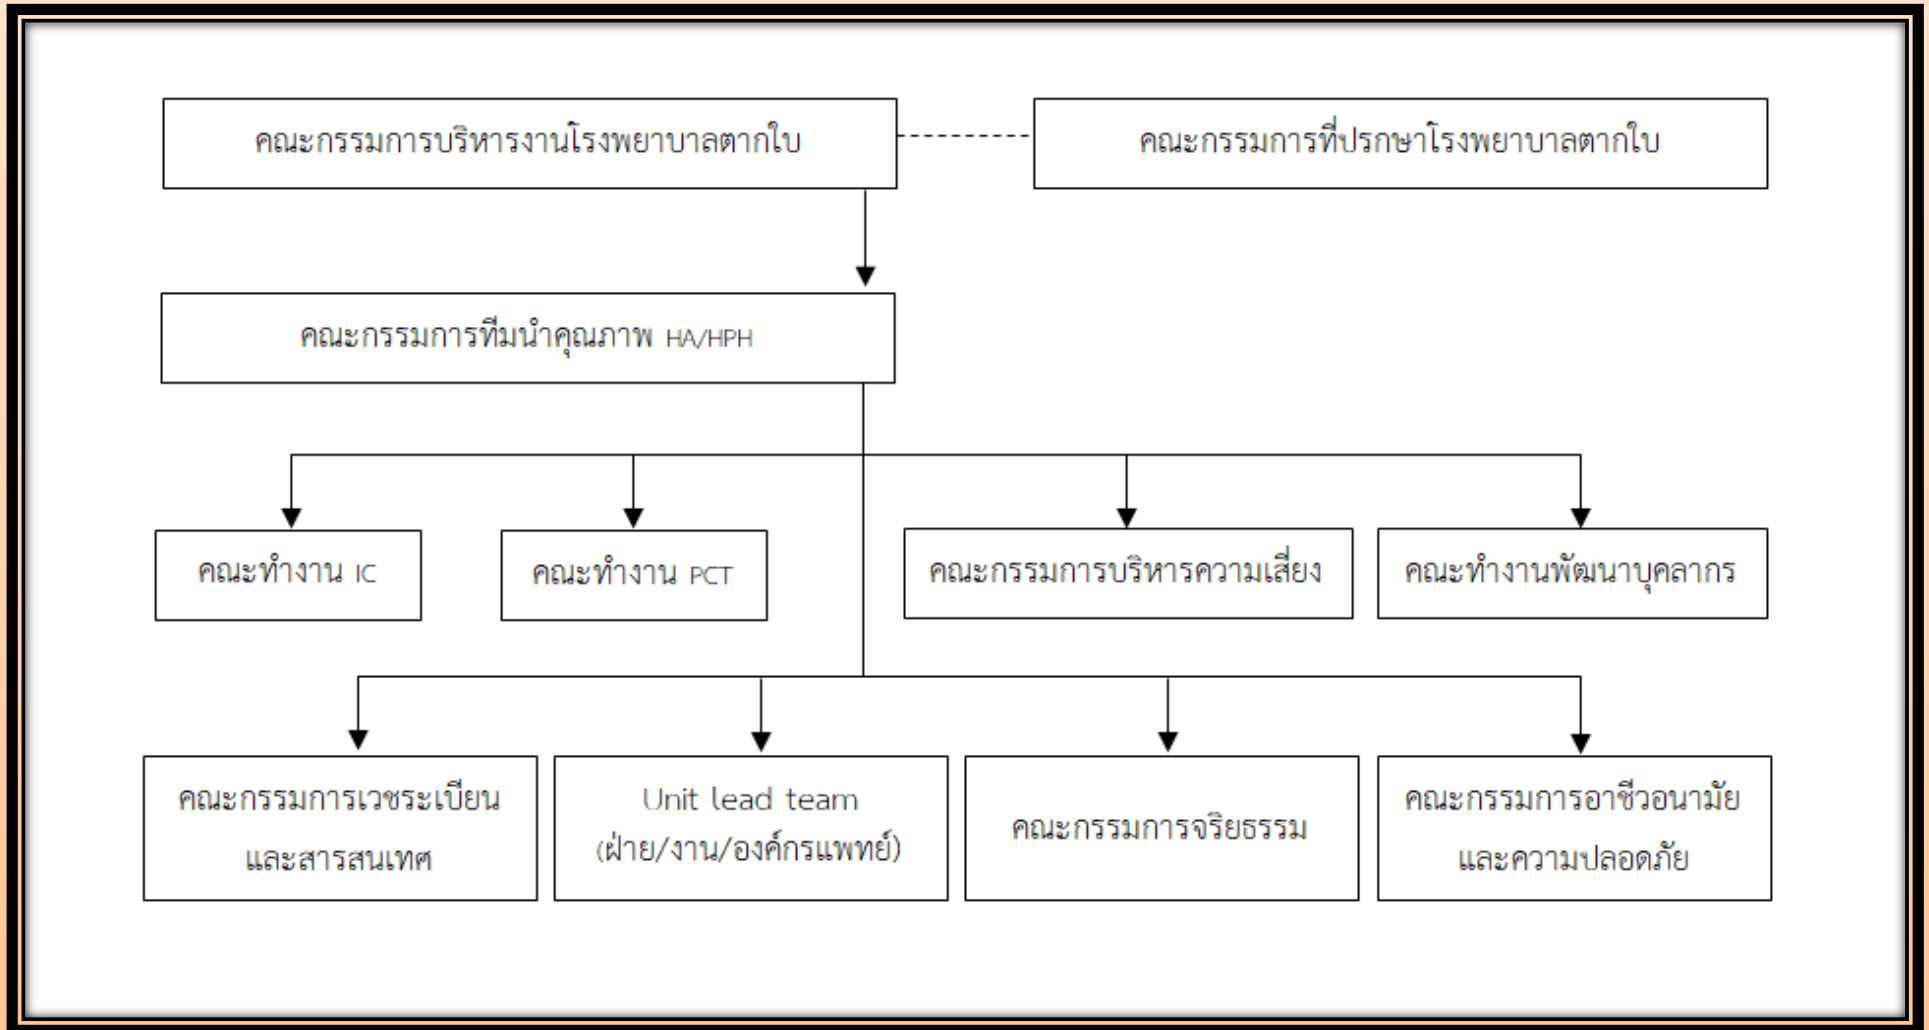 คณะกรรมการบริหารงานโรงพยาบาลตากใบ
คณะกรรมการที่ปรกษาโรงพยาบาลตากใบ
คณะกรรมการทีมนำคุณภาพ HA/HPH
คณะทำงาน IC
คณะทำงาน PCT
คณะกรรมการบริหารความเสี่ยง
คณะทำงานพัฒนาบุคลากร
คณะกรรมการเวชระเบียน
และสารสนเทศ
Unit lead team
(ฝ่าย/งาน/องค์กรแพทย์)
คณะกรรมการจริยธรรม
คณะกรรมการอาชีวอนามัย
และความปลอดภัย